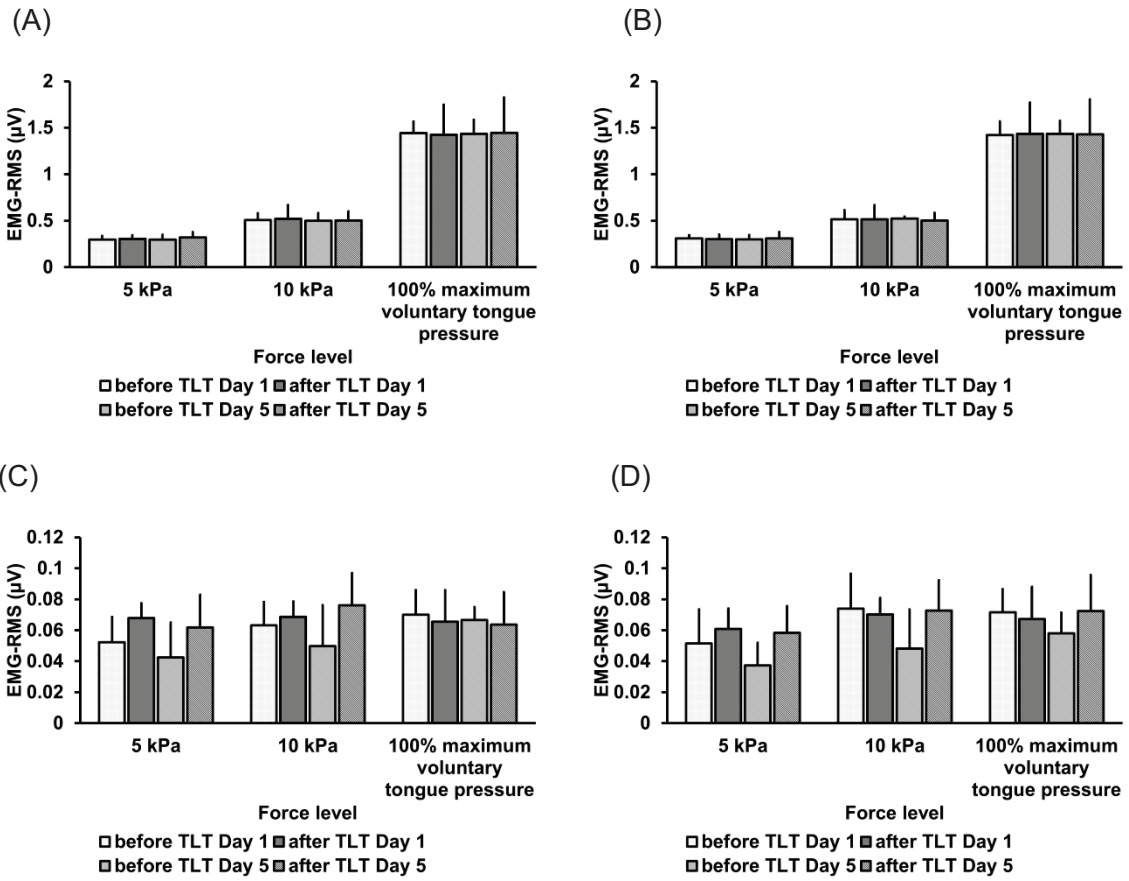 (A)
EMG-RMS (µV)
2
1.5
1
0.5
0
5 kPa
10 kPa
100% maximum
voluntary tongue
pressure
Force level
before TLT Day 1 after TLT Day 1
before TLT Day 5 after TLT Day 5
(B)
EMG-RMS (µV)
2
1.5
1
0.5
0
5 kPa
10 kPa
100% maximum
voluntary tongue
pressure
Force level
before TLT Day 1 after TLT Day 1
before TLT Day 5 after TLT Day 5
(C)
EMG-RMS (µV)
0.12
0.1
0.08
0.06
0.04
0.02
0
5 kPa
10 kPa
100% maximum
voluntary
tongue pressure
Force level
before TLT Day 1 after TLT Day 1
before TLT Day 5 after TLT Day 5
(D)
EMG-RMS (µV)
0.12
0.1
0.08
0.06
0.04
0.02
0
5 kPa
10 kPa
100% maximum
voluntary
tongue pressure
Force level
before TLT Day 1 after TLT Day 1
before TLT Day 5 after TLT Day 5